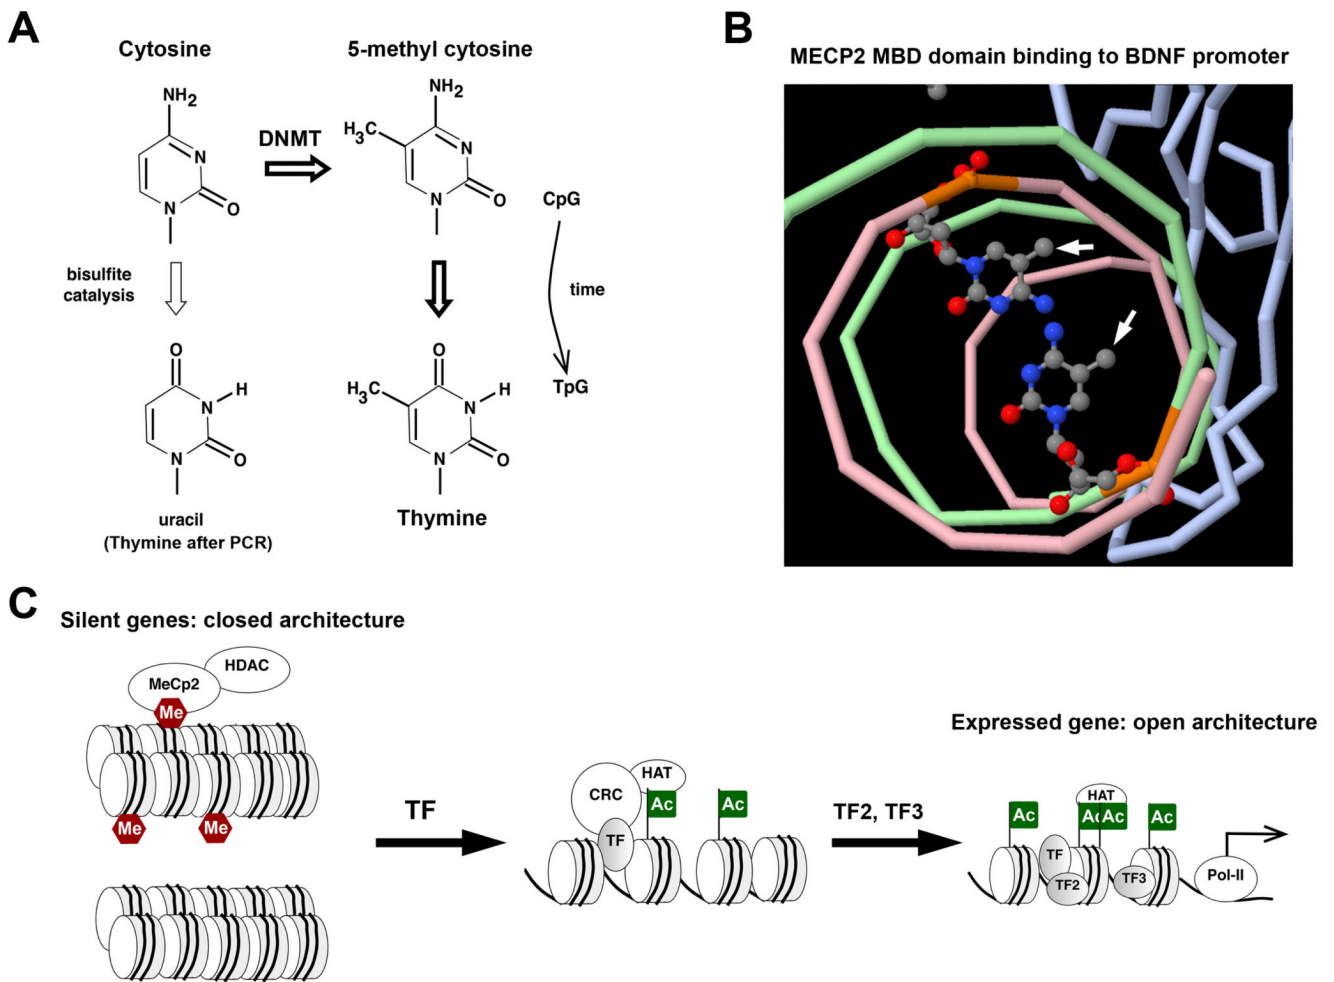 A
Cytosine
5-methyl cytosine
NH2
N
N
O
DNMT
NH2
H3C
N
N
O
bisulfite
catalysis
CpG
time
TpG
O
N
H
N
O
uracil
(Thymine after PCR)
O
H3C
N
H
N
O
Thymine
B
MECP2 MBD domain binding to BDNF promoter
C
Silent genes: closed architecture
HDAC
MeCp2
Me
Me
Me
TF
HAT
CRC
Ac
Ac
TF
TF2, TF3
Expressed gene: open architecture
HAT
Ac
Ac
Ac
Ac
TF
TF2
TF3
Pol-II